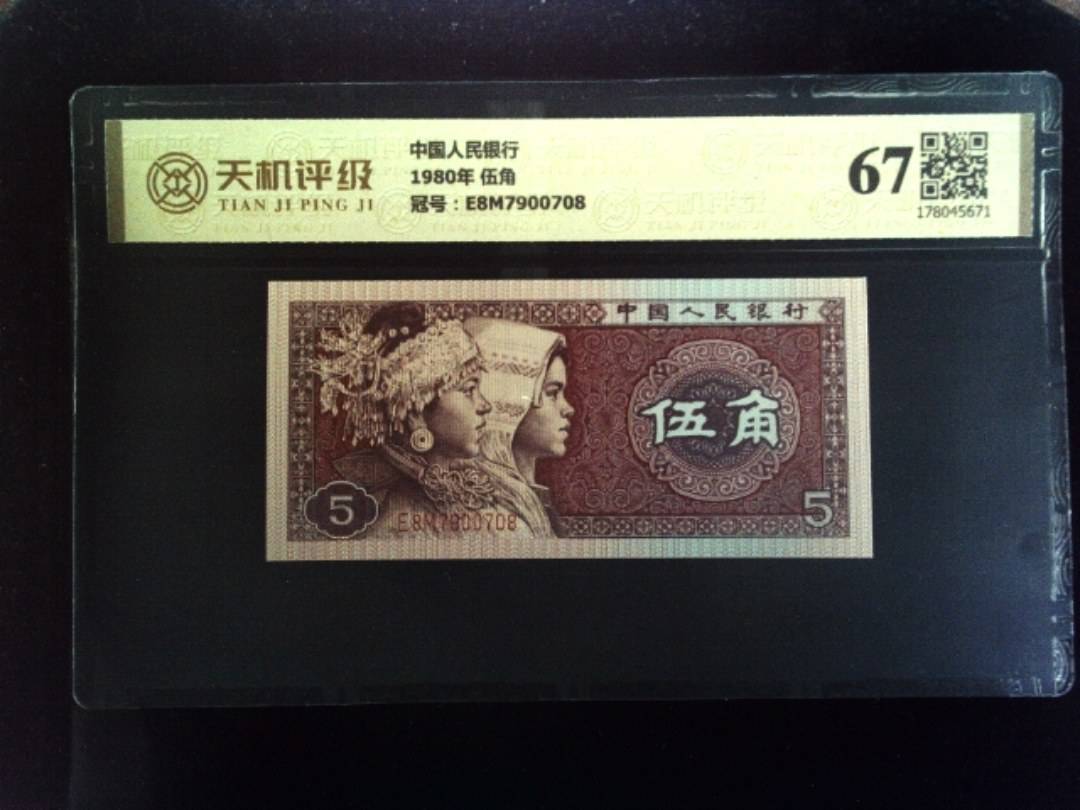 天机评级
TIAN JI PING JI
中国人民银行
1980年 伍角
冠号：E8M7900708
67
178045671
中国人民银行
伍角
5
E8M7900708
5